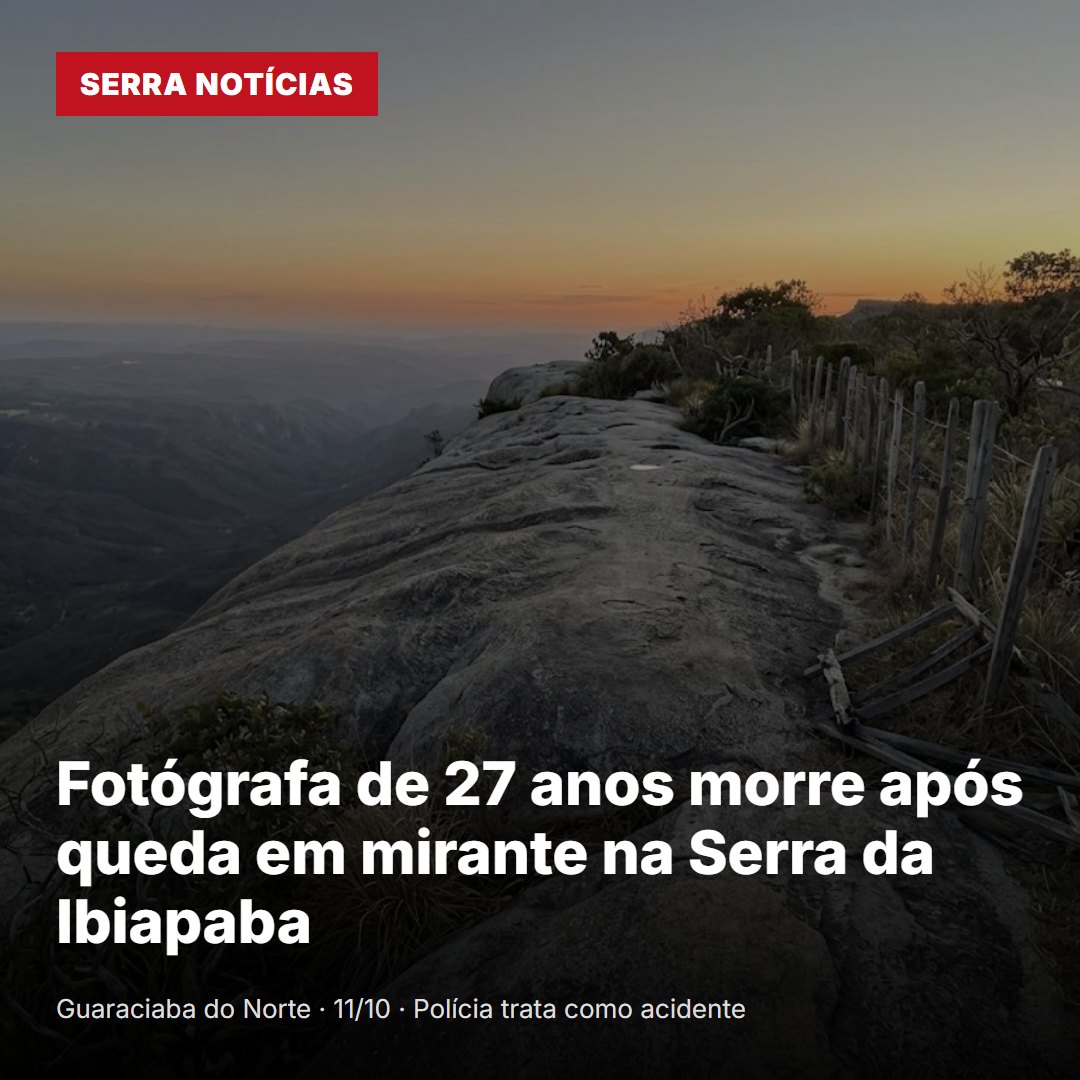 SERRA NOTÍCIAS
Fotógrafa de 27 anos morre após
queda em mirante na Serra da
Ibiapaba
Guaraciaba do Norte · 11/10 · Polícia trata como acidente